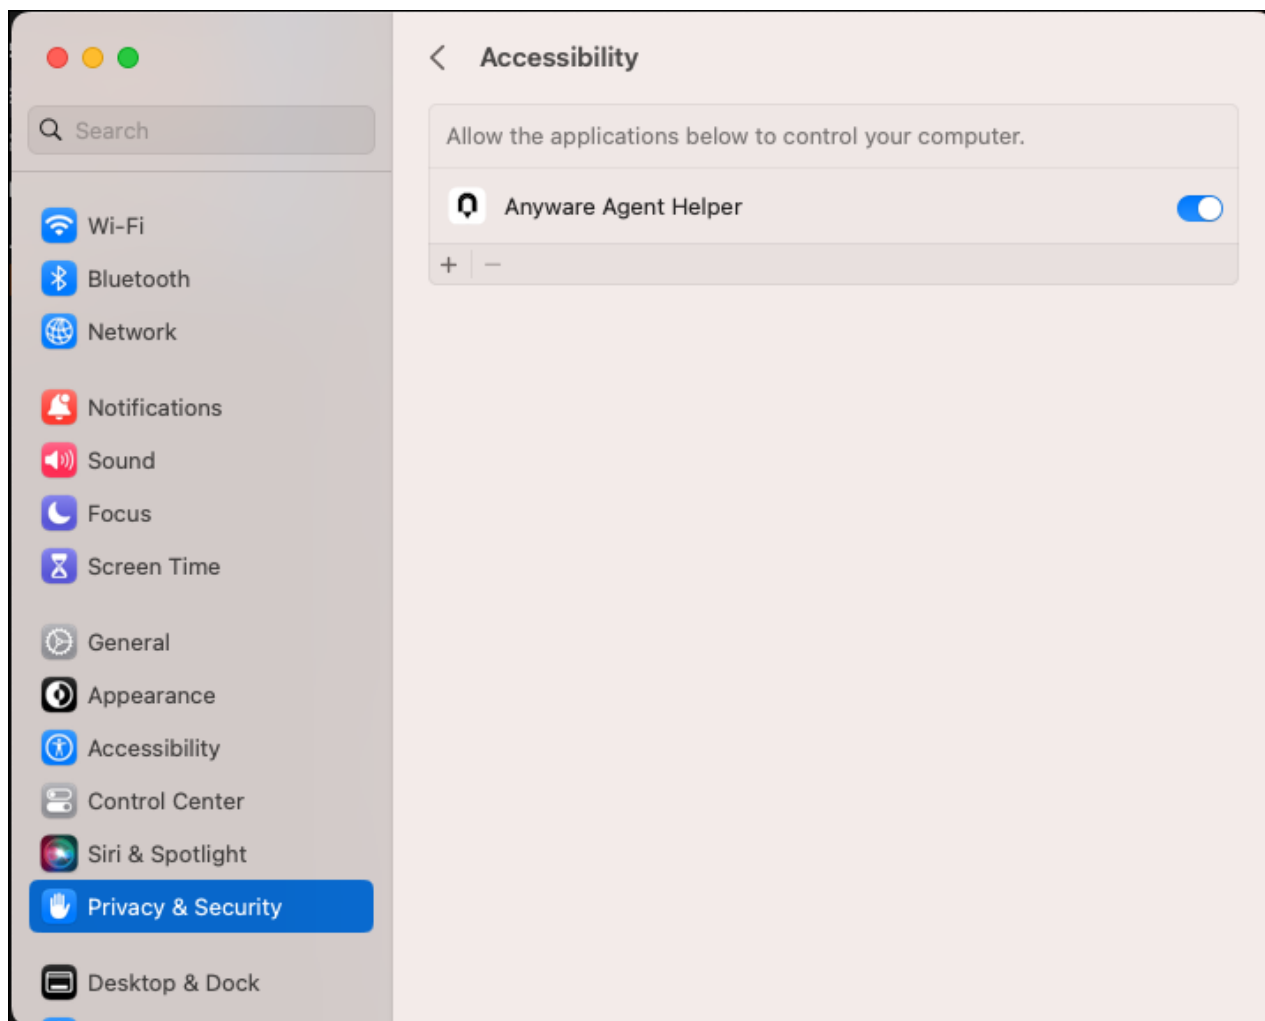 Search
Wi-Fi
Bluetooth
Network
Notifications
Sound
Focus
Screen Time
General
Appearance
Accessibility
Control Center
Siri & Spotlight
Privacy & Security
Desktop & Dock
Accessibility
Allow the applications below to control your computer.
Anyware Agent Helper